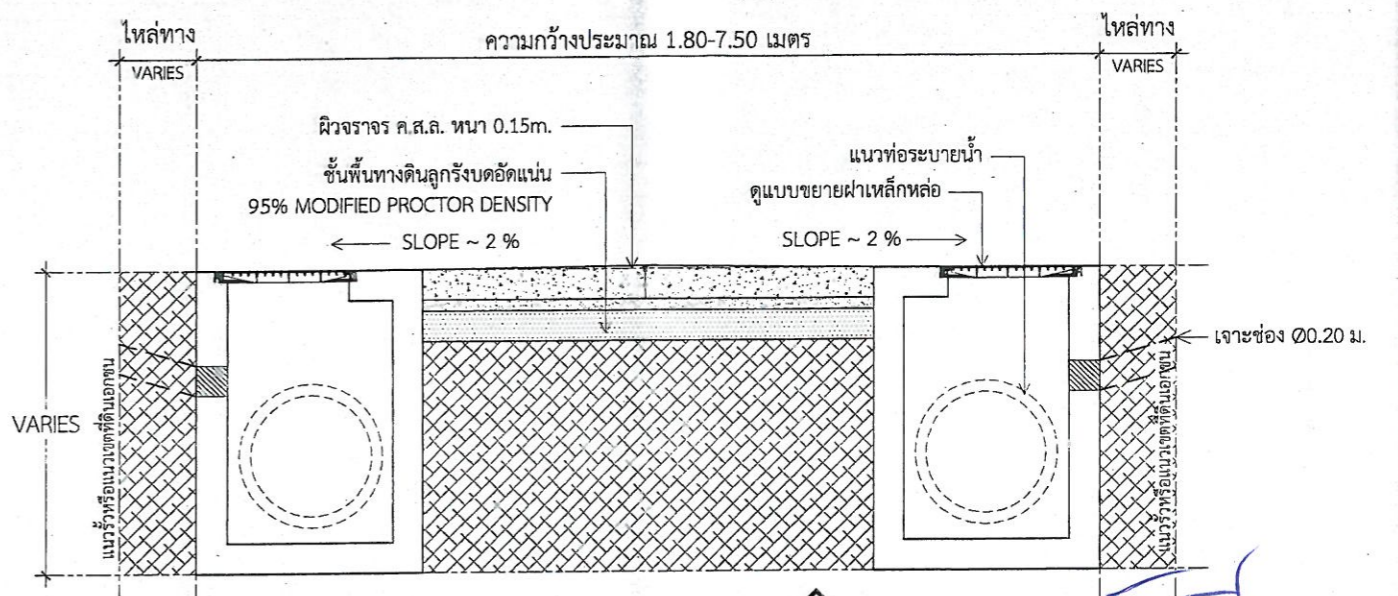 ไหล่ทาง
ความกว้างประมาณ 1.80-7.50 เมตร
ไหล่ทาง
VARIES
VARIES
ผิวจราจร ค.ส.ล. หนา 0.15m.
ชั้นพื้นทางดินลูกรังบดอัดแน่น
95% MODIFIED PROCTOR DENSITY
แนวท่อระบายน้ำ
ดูแบบขยายฝาเหล็กหล่อ
SLOPE ~ 2 %
SLOPE ~ 2 %
เจาะช่อง Ø0.20 ม.
VARIES
แนวรั้วหรือแนวเขตที่ดินเอกชน
แนวรั้วหรือแนวเขตที่ดินเอกชน